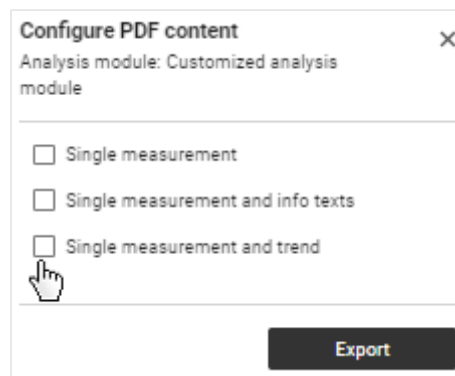 Configure PDF content
Analysis module: Customized analysis
module
Single measurement
Single measurement and info texts
Single measurement and trend
Export